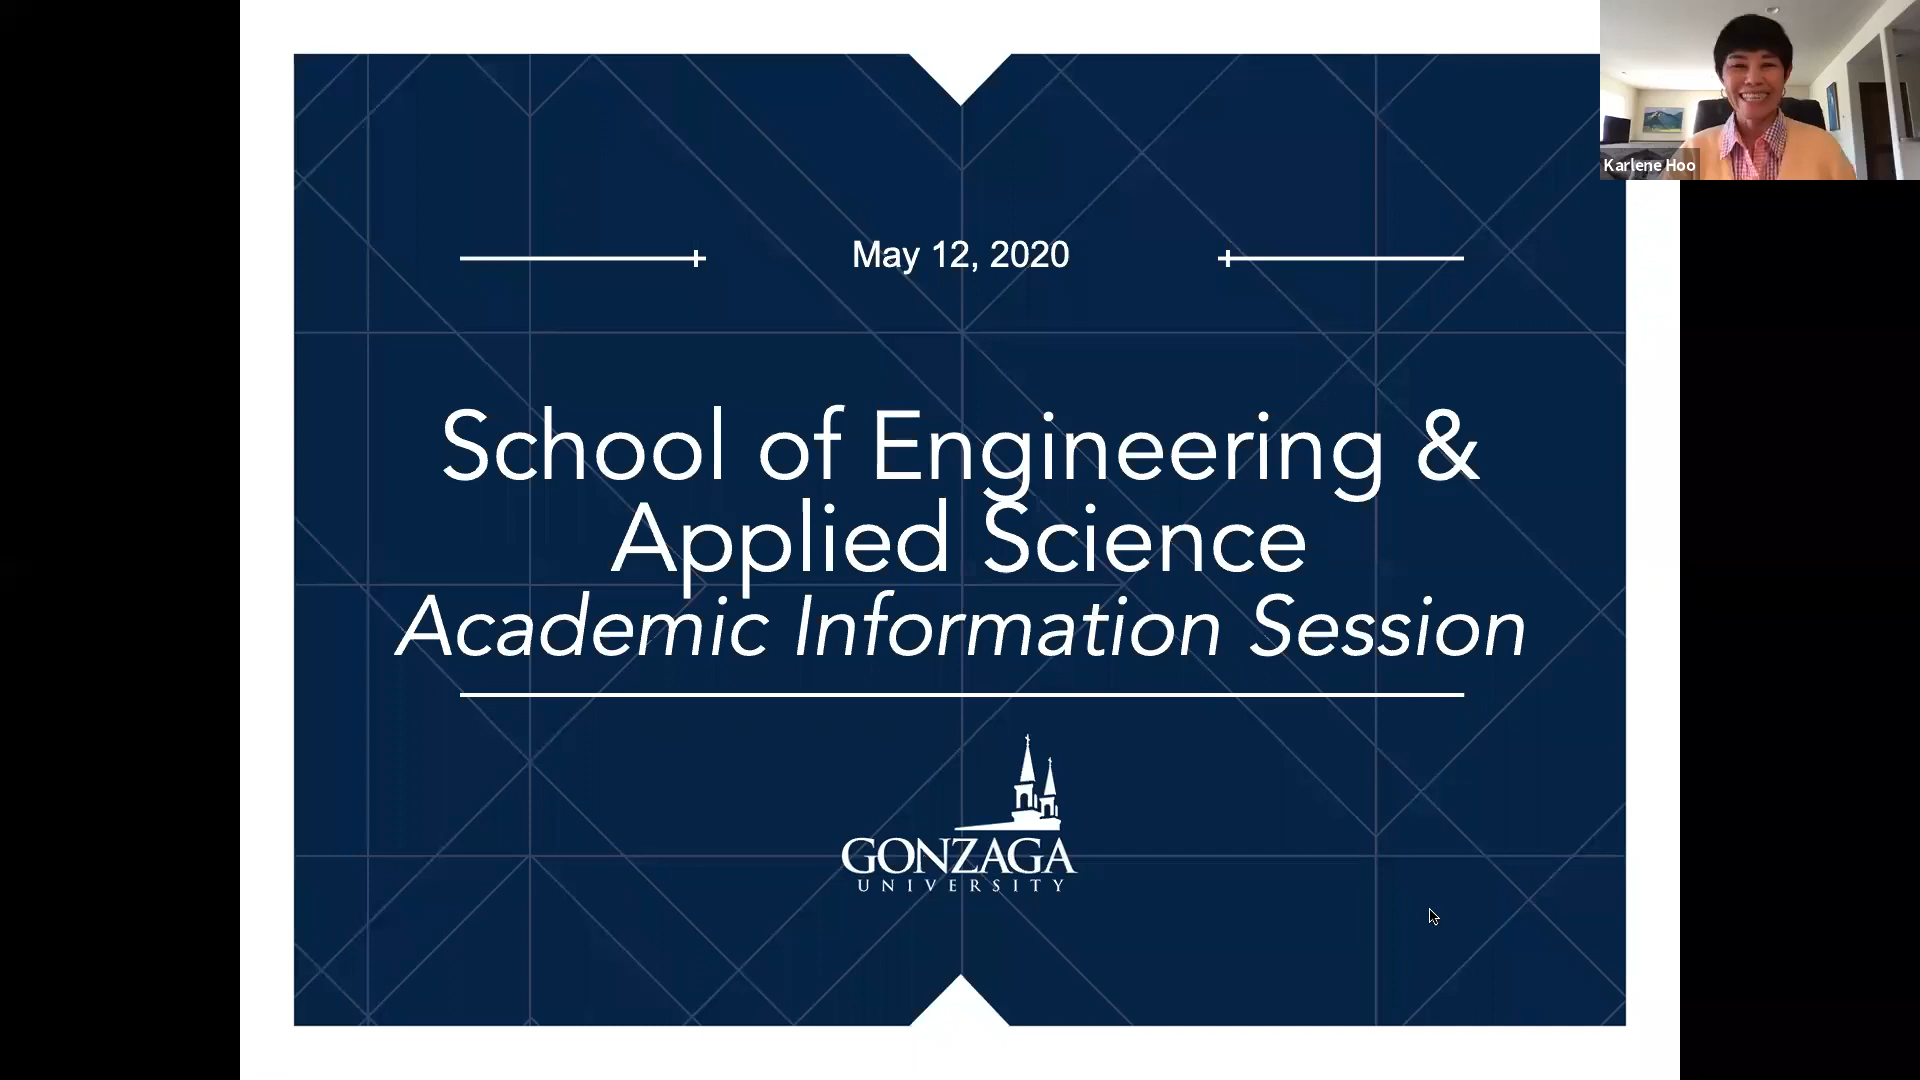 Karlene Hoo
May 12, 2020
School of Engineering &
Applied Science
Academic Information Session
GONZAGA
UNIVERSITY